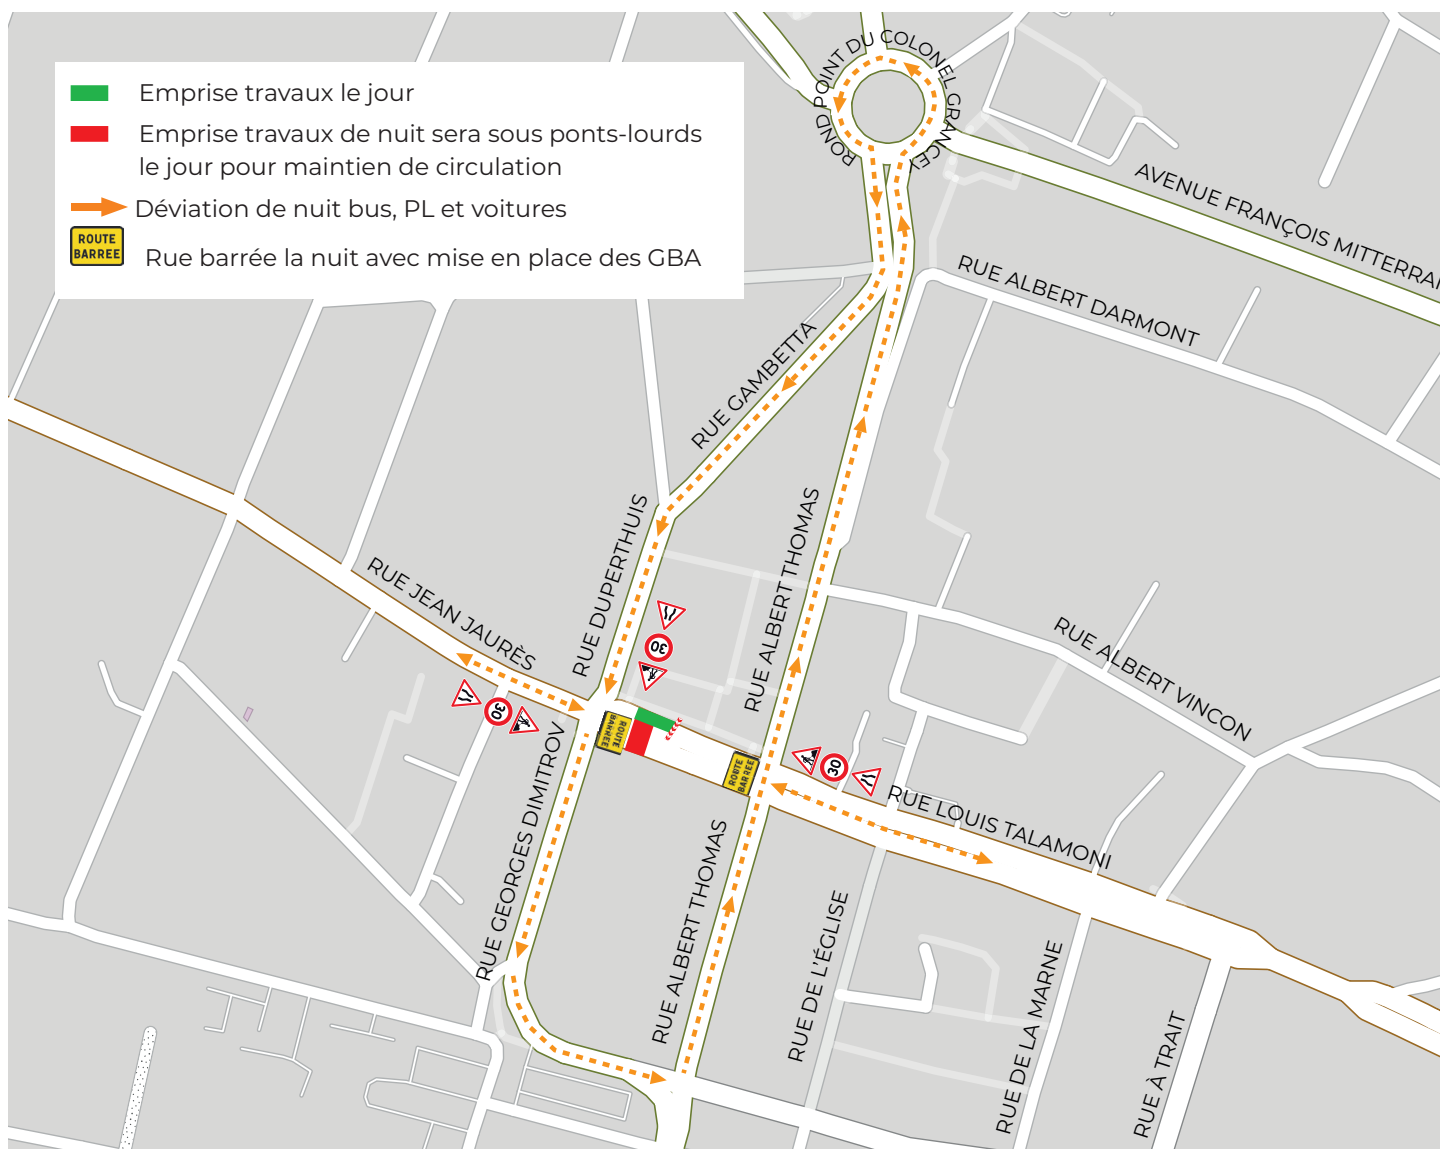 Emprise travaux le jour
Emprise travaux de nuit sera sous ponts-lourds
le jour pour maintien de circulation
Déviation de nuit bus, PL et voitures
ROUTE
BARREE
Rue barrée la nuit avec mise en place des GBA
ROND POINT DU COLONEL GRANCEY
AVENUE FRANÇOIS MITTERRAN
RUE ALBERT DARMONT
RUE GAMBETTA
RUE DUPERTHUIS
RUE ALBERT THOMAS
RUE JEAN JAURÈS
30
30
ROUTE
BARREE
ROUTE
BARREE
30
RUE ALBERT VINCON
RUE LOUIS TALAMONI
RUE GEORGES DIMITROV
RUE ALBERT THOMAS
RUE DE L'ÉGLISE
RUE DE LA MARNE
RUE À TRAIT